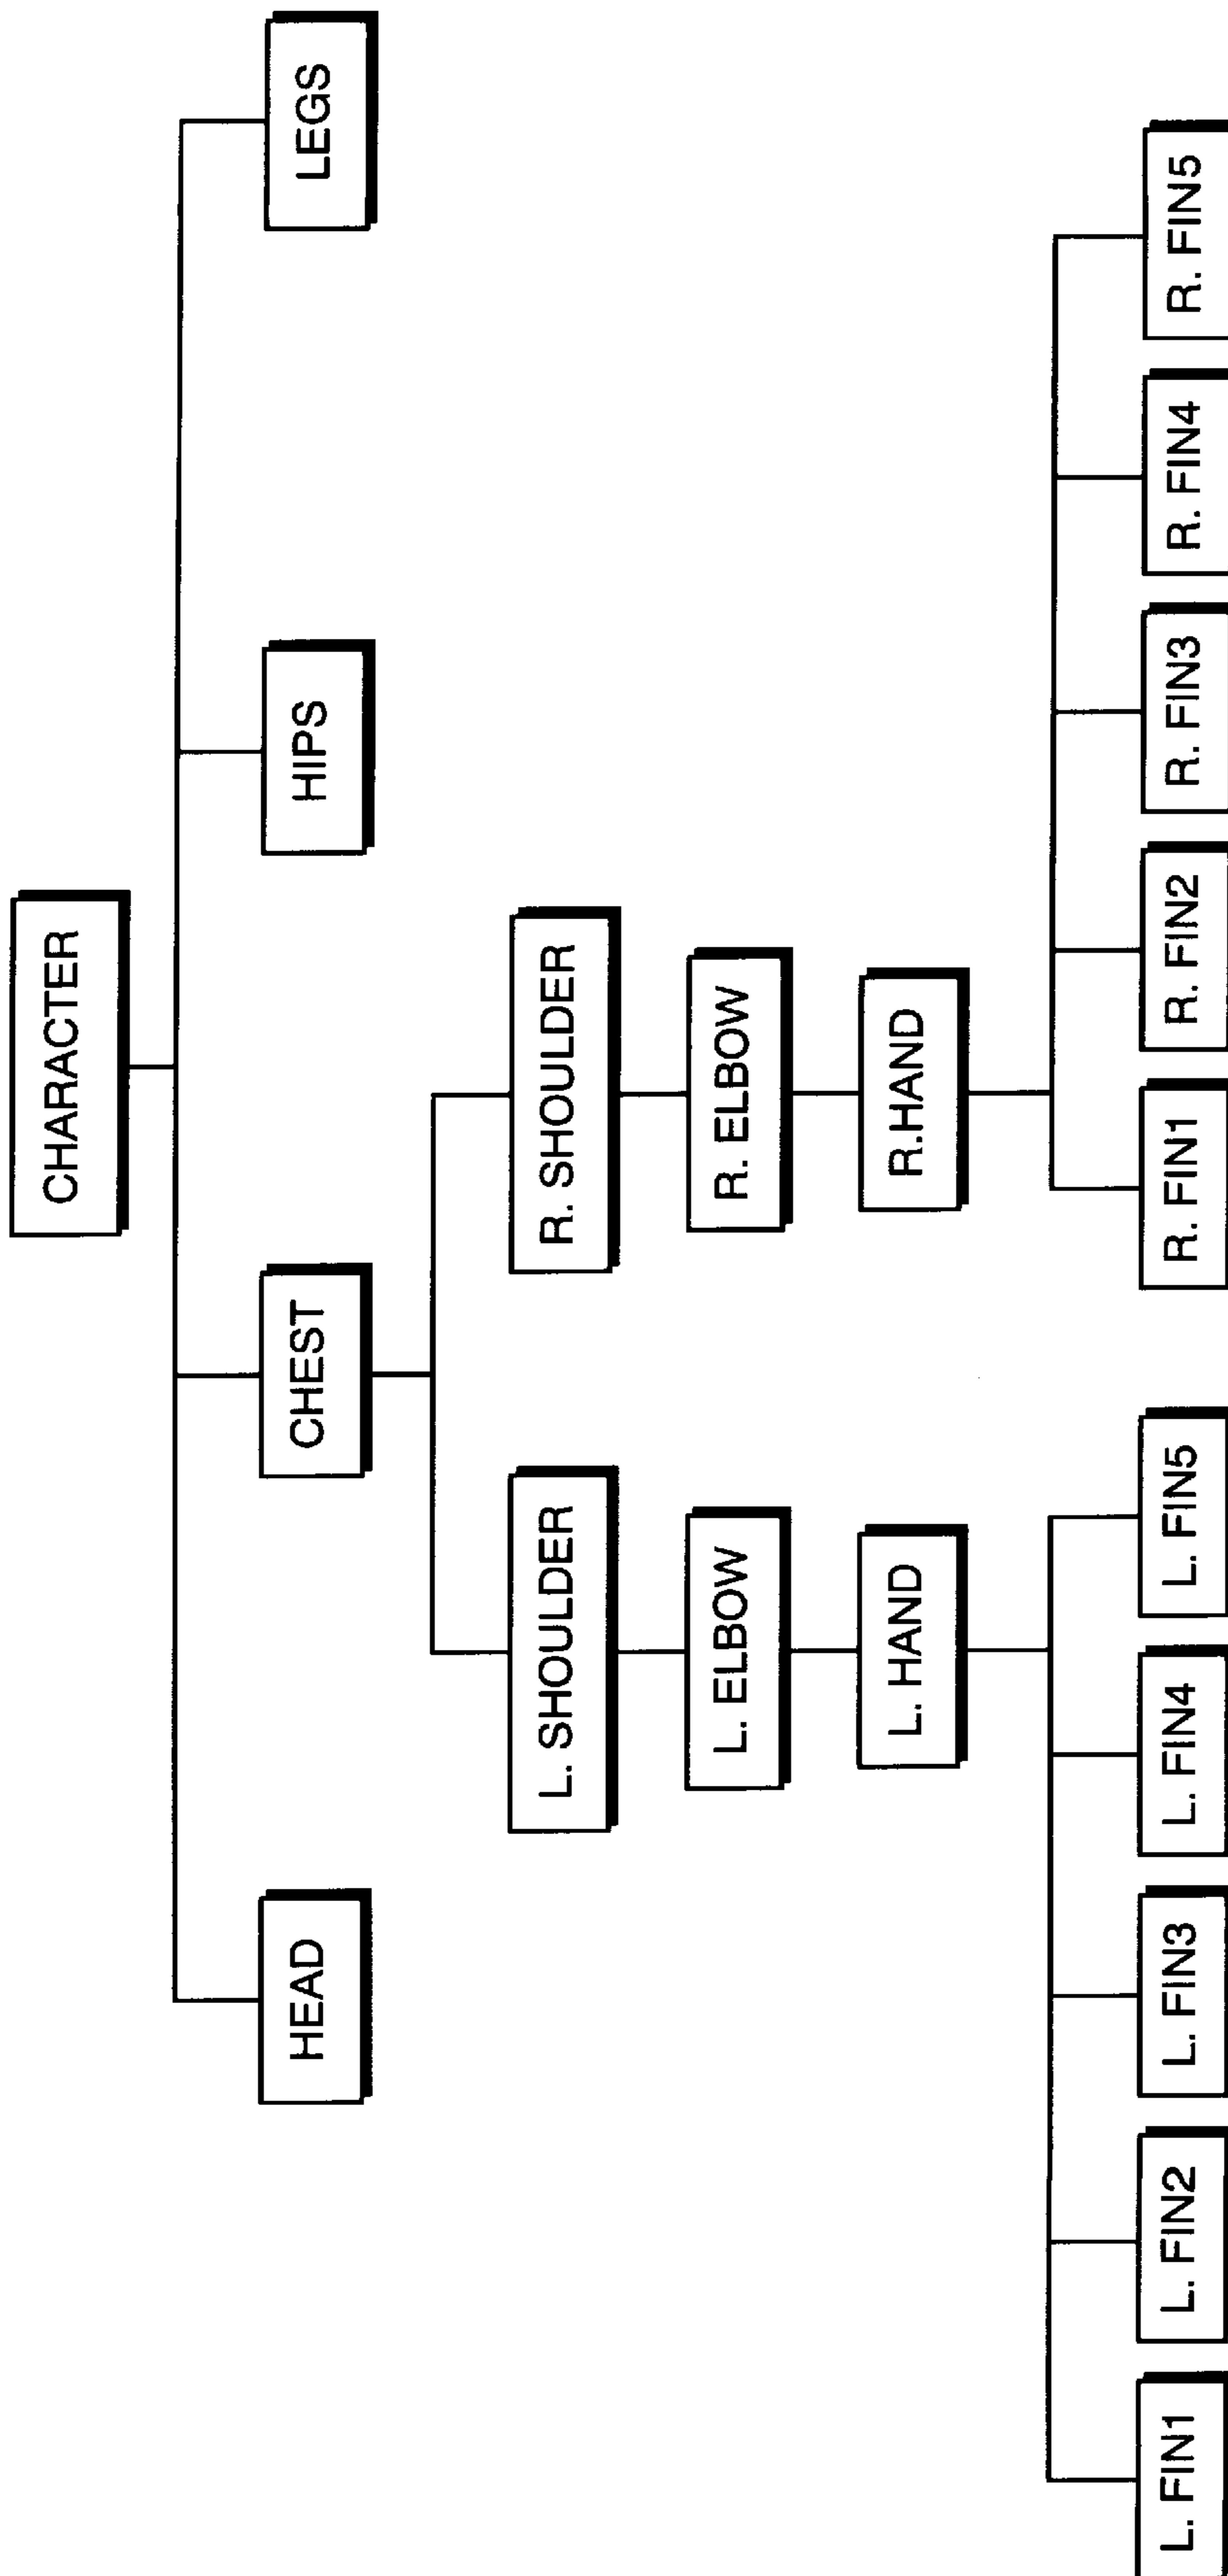 CHARACTER
HEAD
CHEST
HIPS
LEGS
L. SHOULDER
R. SHOULDER
L. ELBOW
R. ELBOW
L. HAND
R.HAND
L. FIN1
L. FIN2
L. FIN3
L. FIN4
L. FIN5
R. FIN1
R. FIN2
R. FIN3
R. FIN4
R. FIN5